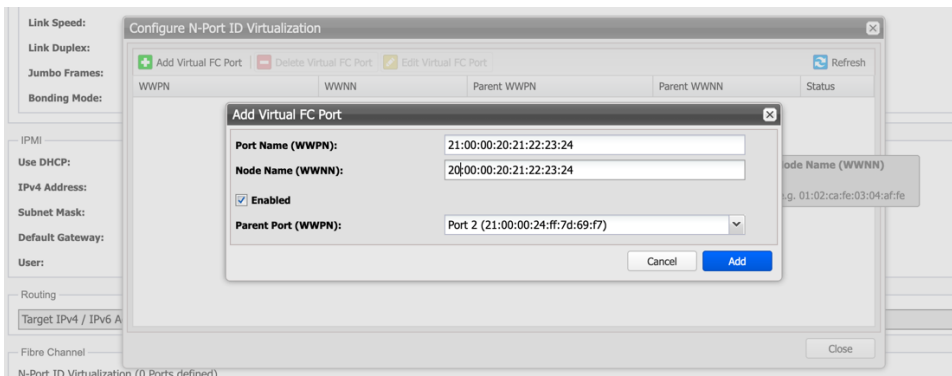 Link Speed:
Link Duplex:
Jumbo Frames:
Bonding Mode:
IPMI
Use DHCP:
IPv4 Address:
Subnet Mask:
Default Gateway:
User:
Routing
Target IPv4 / IPv6 A
Fibre Channel
N-Port ID Virtualization (0 Ports defined)
Configure N-Port ID Virtualization
Add Virtual FC Port Delete Virtual FC Port Edit Virtual FC Port Refresh
WWPN WWNN Parent WWPN Parent WWNN Status
Add Virtual FC Port
Port Name (WWPN): 21:00:00:20:21:22:23:24
Node Name (WWNN): 20:00:00:20:21:22:23:24
Enabled
Parent Port (WWPN): Port 2 (21:00:00:24:ff:7d:69:f7)
Cancel Add
ode Name (WWNN)
.g. 01:02:ca:fe:03:04:af:fe
Close